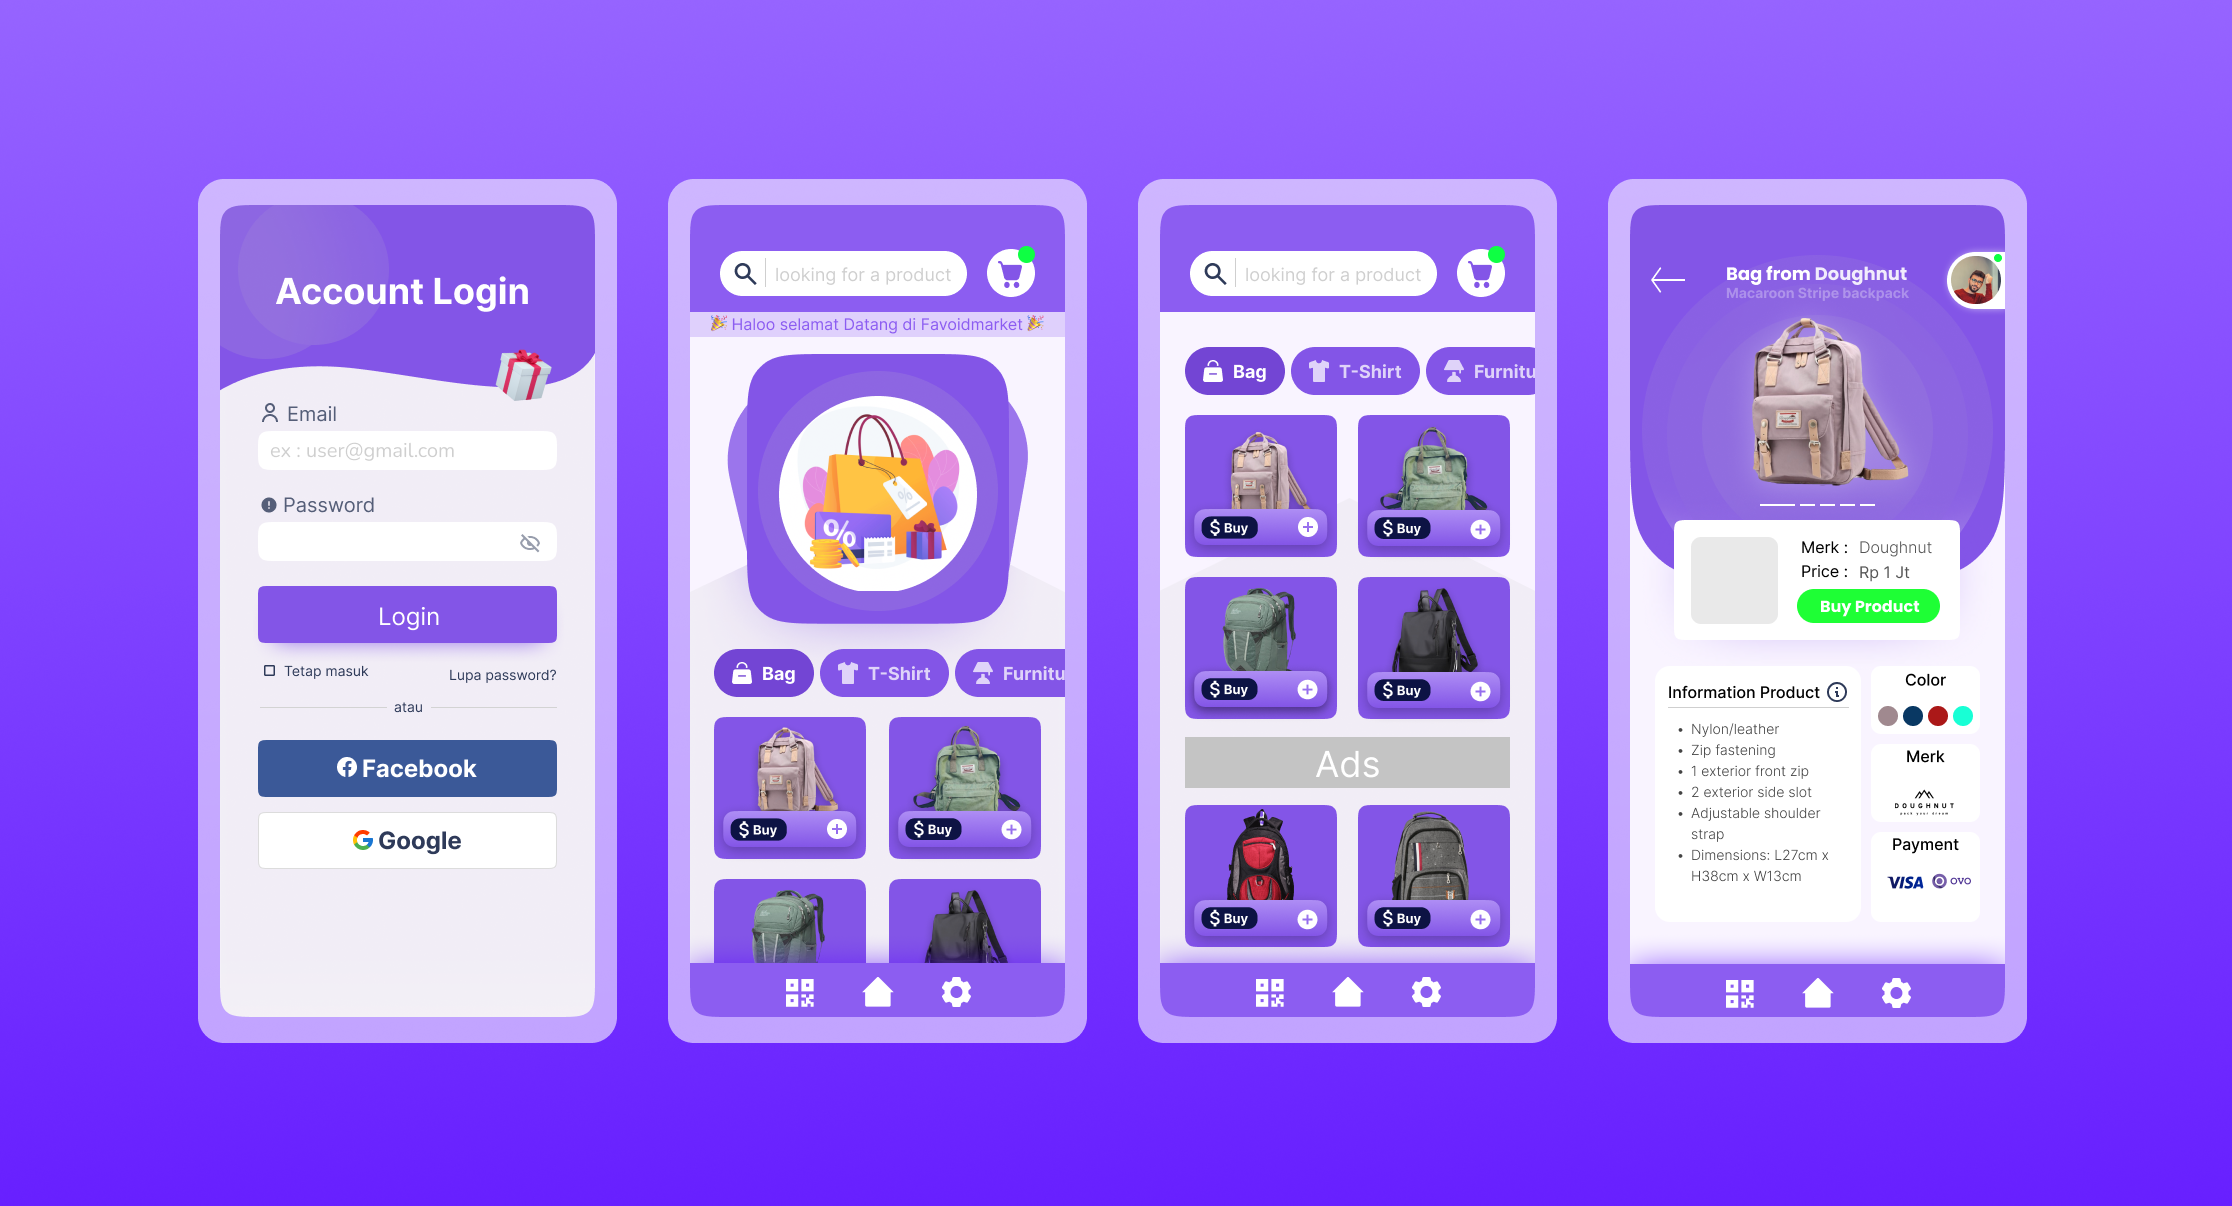 Account Login
Email
ex : user@gmail.com
Password
Login
Tetap masuk
Lupa password?
atau
Facebook
Google
looking for a product
Haloo selamat Datang di Favoidmarket
%
%
Bag
T-Shirt
Furnitu
$ Buy
$ Buy
looking for a product
Bag
T-Shirt
Furnitu
$ Buy
$ Buy
$ Buy
$ Buy
Ads
$ Buy
$ Buy
Bag from Doughnut
Macaroon Stripe backpack
Merk : Doughnut
Price : Rp 1 Jt
Buy Product
Information Product
• Nylon/leather
• Zip fastening
• 1 exterior front zip
• 2 exterior side slot
• Adjustable shoulder
strap
• Dimensions: L27cm x
H38cm x W13cm
Color
Merk
DOUGHNUT
Payment
VISA
OVO